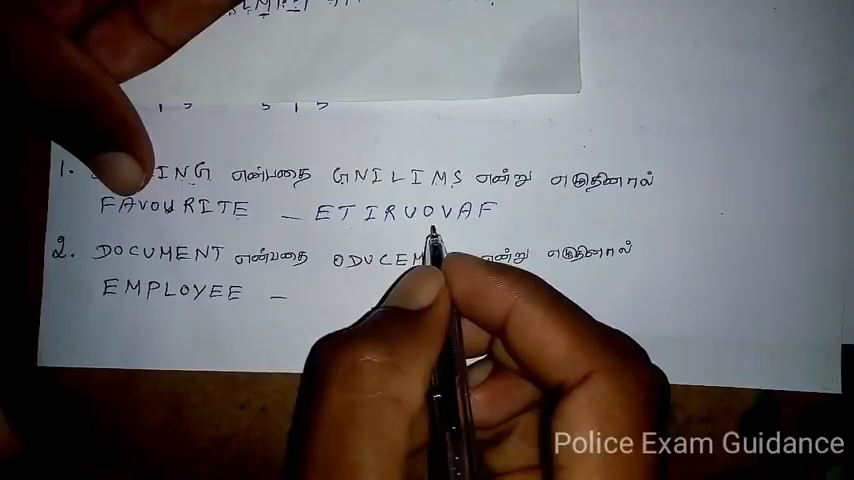 1. ING என்பதை GNILIMS என்று எழுதினால்
FAVOURITE - ETIRUOVAF
2. DOCUMENT என்பதை ODUCEM என்று எழுதினால்
EMPLOYEE -
Police Exam Guidance